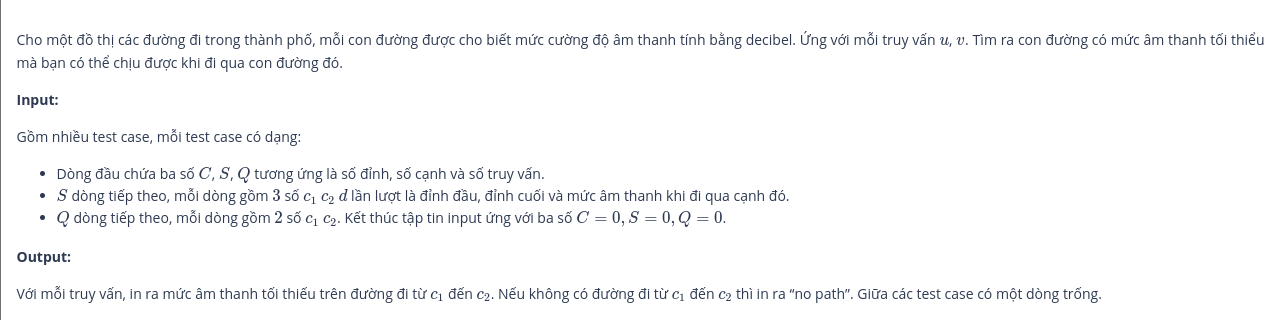 Cho một đồ thị các đường đi trong thành phố, mỗi con đường được cho biết mức cường độ âm thanh tính bằng decibel. Ứng với mỗi truy vấn u, v. Tìm ra con đường có mức âm thanh tối thiểu
mà bạn có thể chịu được khi đi qua con đường đó.
Input:
Gồm nhiều test case, mỗi test case có dạng:
• Dòng đầu chứa ba số C, S, Q tương ứng là số đỉnh, số cạnh và số truy vấn.
• S dòng tiếp theo, mỗi dòng gồm 3 số c₁ c₂ d lần lượt là đỉnh đầu, đỉnh cuối và mức âm thanh khi đi qua cạnh đó.
• Q dòng tiếp theo, mỗi dòng gồm 2 số c₁ c₂. Kết thúc tập tin input ứng với ba số C = 0, S = 0, Q = 0.
Output:
Với mỗi truy vấn, in ra mức âm thanh tối thiểu trên đường đi từ c₁ đến c₂. Nếu không có đường đi từ c₁ đến c₂ thì in ra “no path”. Giữa các test case có một dòng trống.